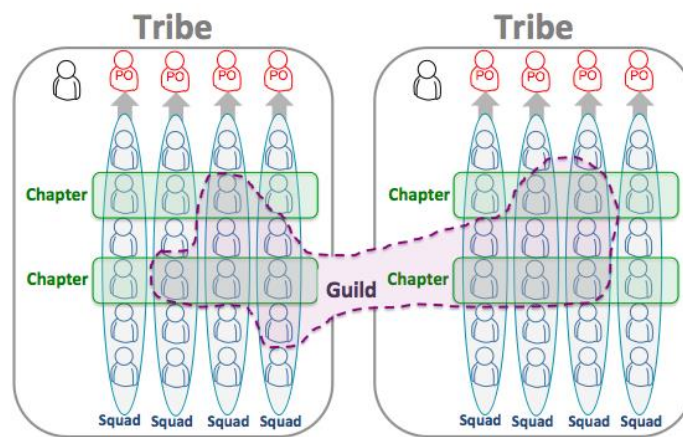 Tribe Tribe
PO PO PO PO PO PO PO PO
Chapter Chapter
Chapter Guild Chapter
Squad Squad Squad Squad Squad Squad Squad Squad